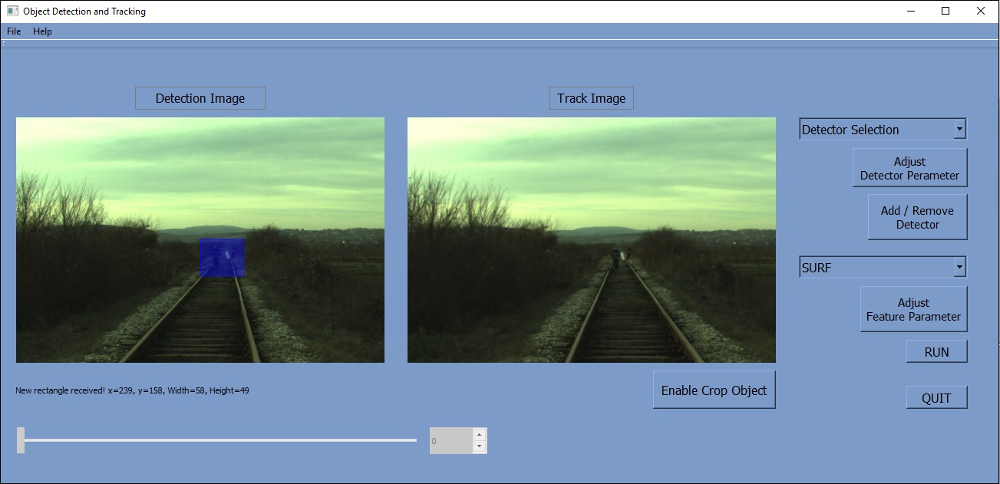 Object Detection and Tracking
File Help
Detection Image
Track Image
Detector Selection
Adjust
Detector Perameter
Add / Remove
Detector
SURF
Adjust
Feature Parameter
RUN
New rectangle received! x=239, y=158, Width=58, Height=49
Enable Crop Object
QUIT
0